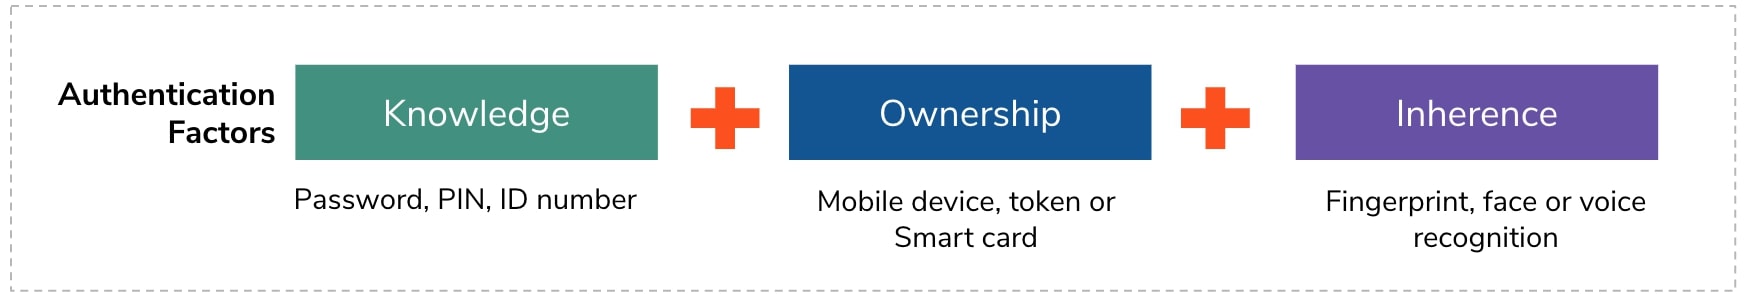 Authentication
Factors
Knowledge
Ownership
Inherence
Password, PIN, ID number
Mobile device, token or
Smart card
Fingerprint, face or voice
recognition